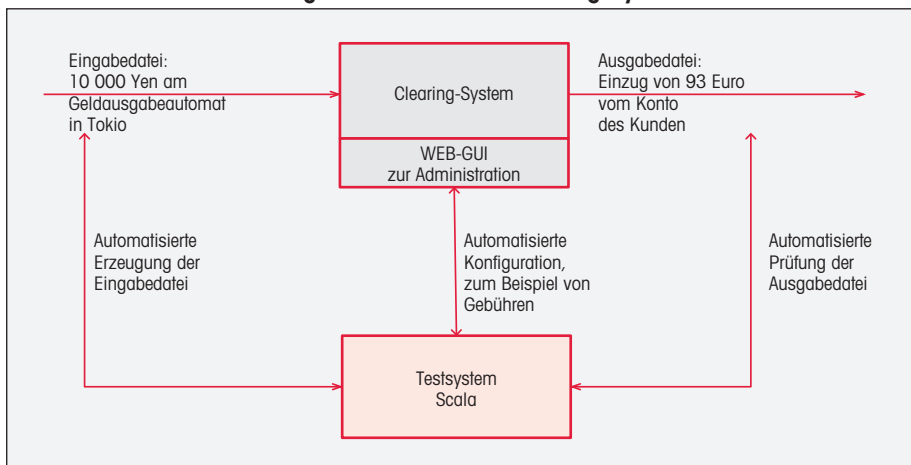 Eingabedatei:
10 000 Yen am
Geldausgabeautomat
in Tokio
Clearing-System
WEB-GUI
zur Administration
Ausgabedatei:
Einzug von 93 Euro
vom Konto
des Kunden
Automatisierte
Erzeugung der
Eingabedatei
Automatisierte
Konfiguration,
zum Beispiel von
Gebühren
Automatisierte
Prüfung der
Ausgabedatei
Testsystem
Scala